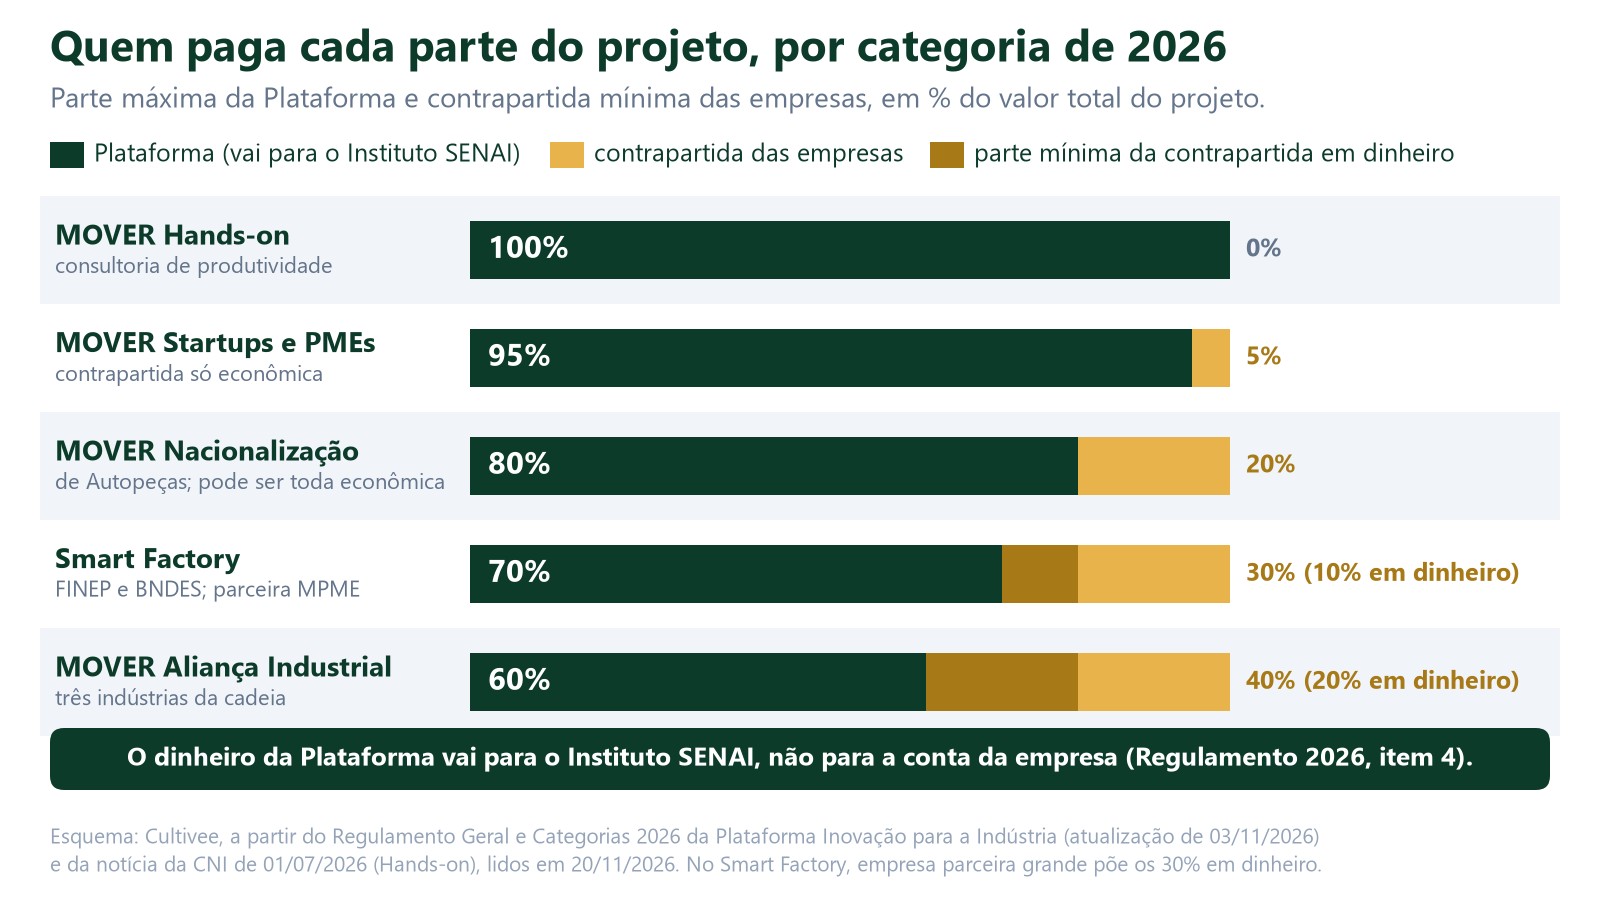 Quem paga cada parte do projeto, por categoria de 2026
Parte máxima da Plataforma e contrapartida mínima das empresas, em % do valor total do projeto.
Plataforma (vai para o Instituto SENAI) contrapartida das empresas parte mínima da contrapartida em dinheiro
MOVER Hands-on
consultoria de produtividade
100% 0%
MOVER Startups e PMEs
contrapartida só econômica
95% 5%
MOVER Nacionalização
de Autopeças; pode ser toda econômica
80% 20%
Smart Factory
FINEP e BNDES; parceira MPME
70% 30% (10% em dinheiro)
MOVER Aliança Industrial
três indústrias da cadeia
60% 40% (20% em dinheiro)
O dinheiro da Plataforma vai para o Instituto SENAI, não para a conta da empresa (Regulamento 2026, item 4).
Esquema: Cultivee, a partir do Regulamento Geral e Categorias 2026 da Plataforma Inovação para a Indústria (atualização de 03/11/2026)
e da notícia da CNI de 01/07/2026 (Hands-on), lidos em 20/11/2026. No Smart Factory, empresa parceira grande põe os 30% em dinheiro.